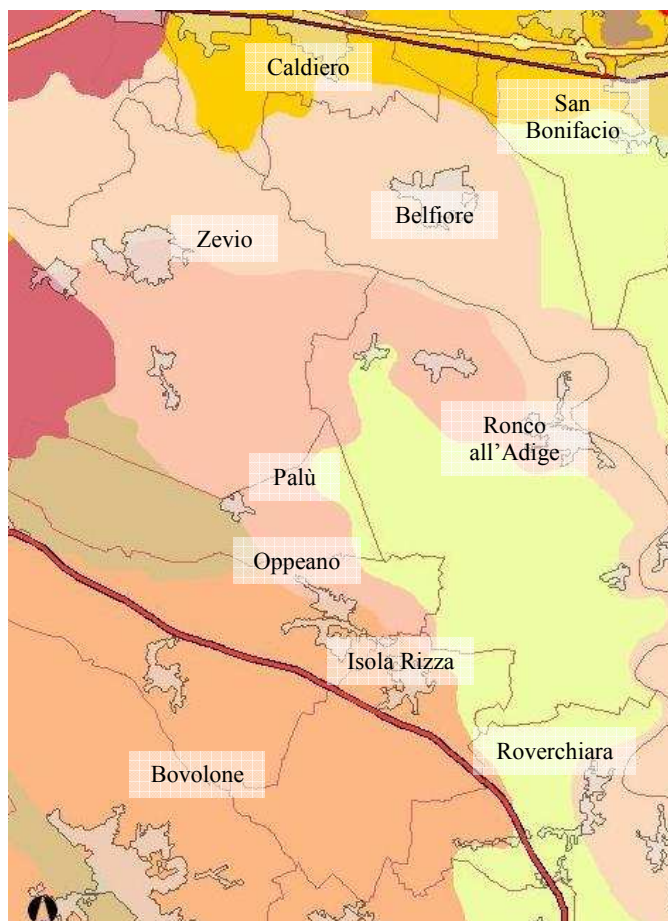 Caldiero
San
Bonifacio
Belfiore
Zevio
Ronco
all’Adige
Palù
Oppeano
Isola Rizza
Roverchiara
Bovolone